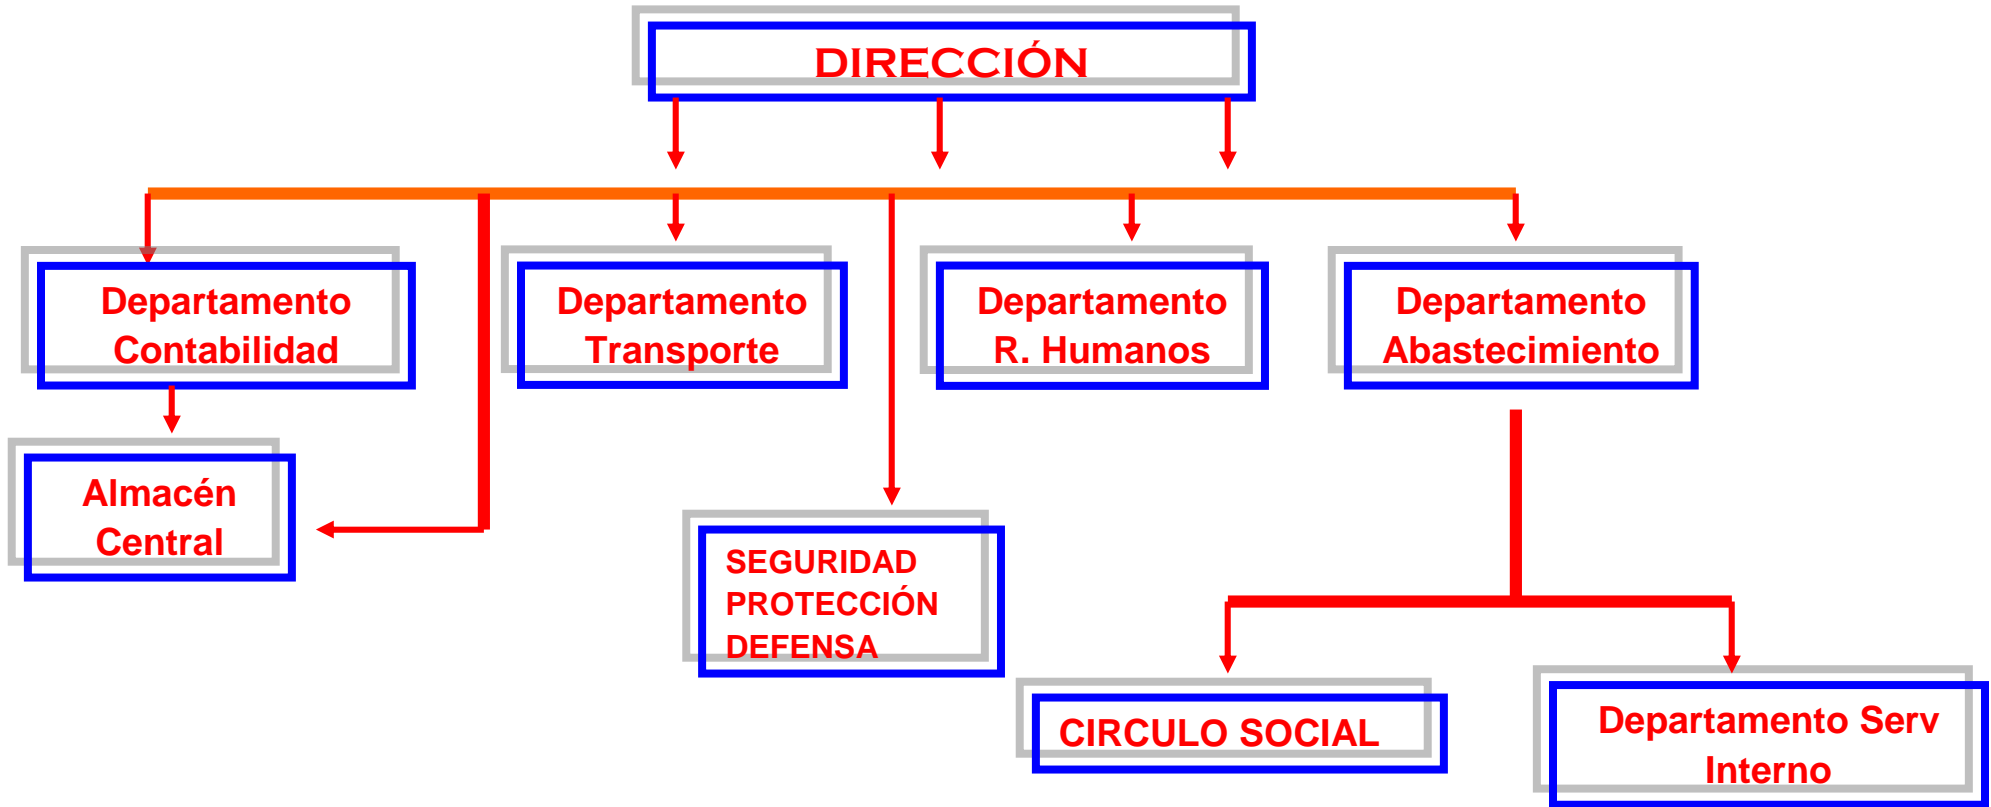 DIRECCIÓN
Departamento
Contabilidad
Departamento
Transporte
Departamento
R. Humanos
Departamento
Abastecimiento
Almacén
Central
SEGURIDAD
PROTECCIÓN
DEFENSA
CIRCULO SOCIAL
Departamento Serv
Interno